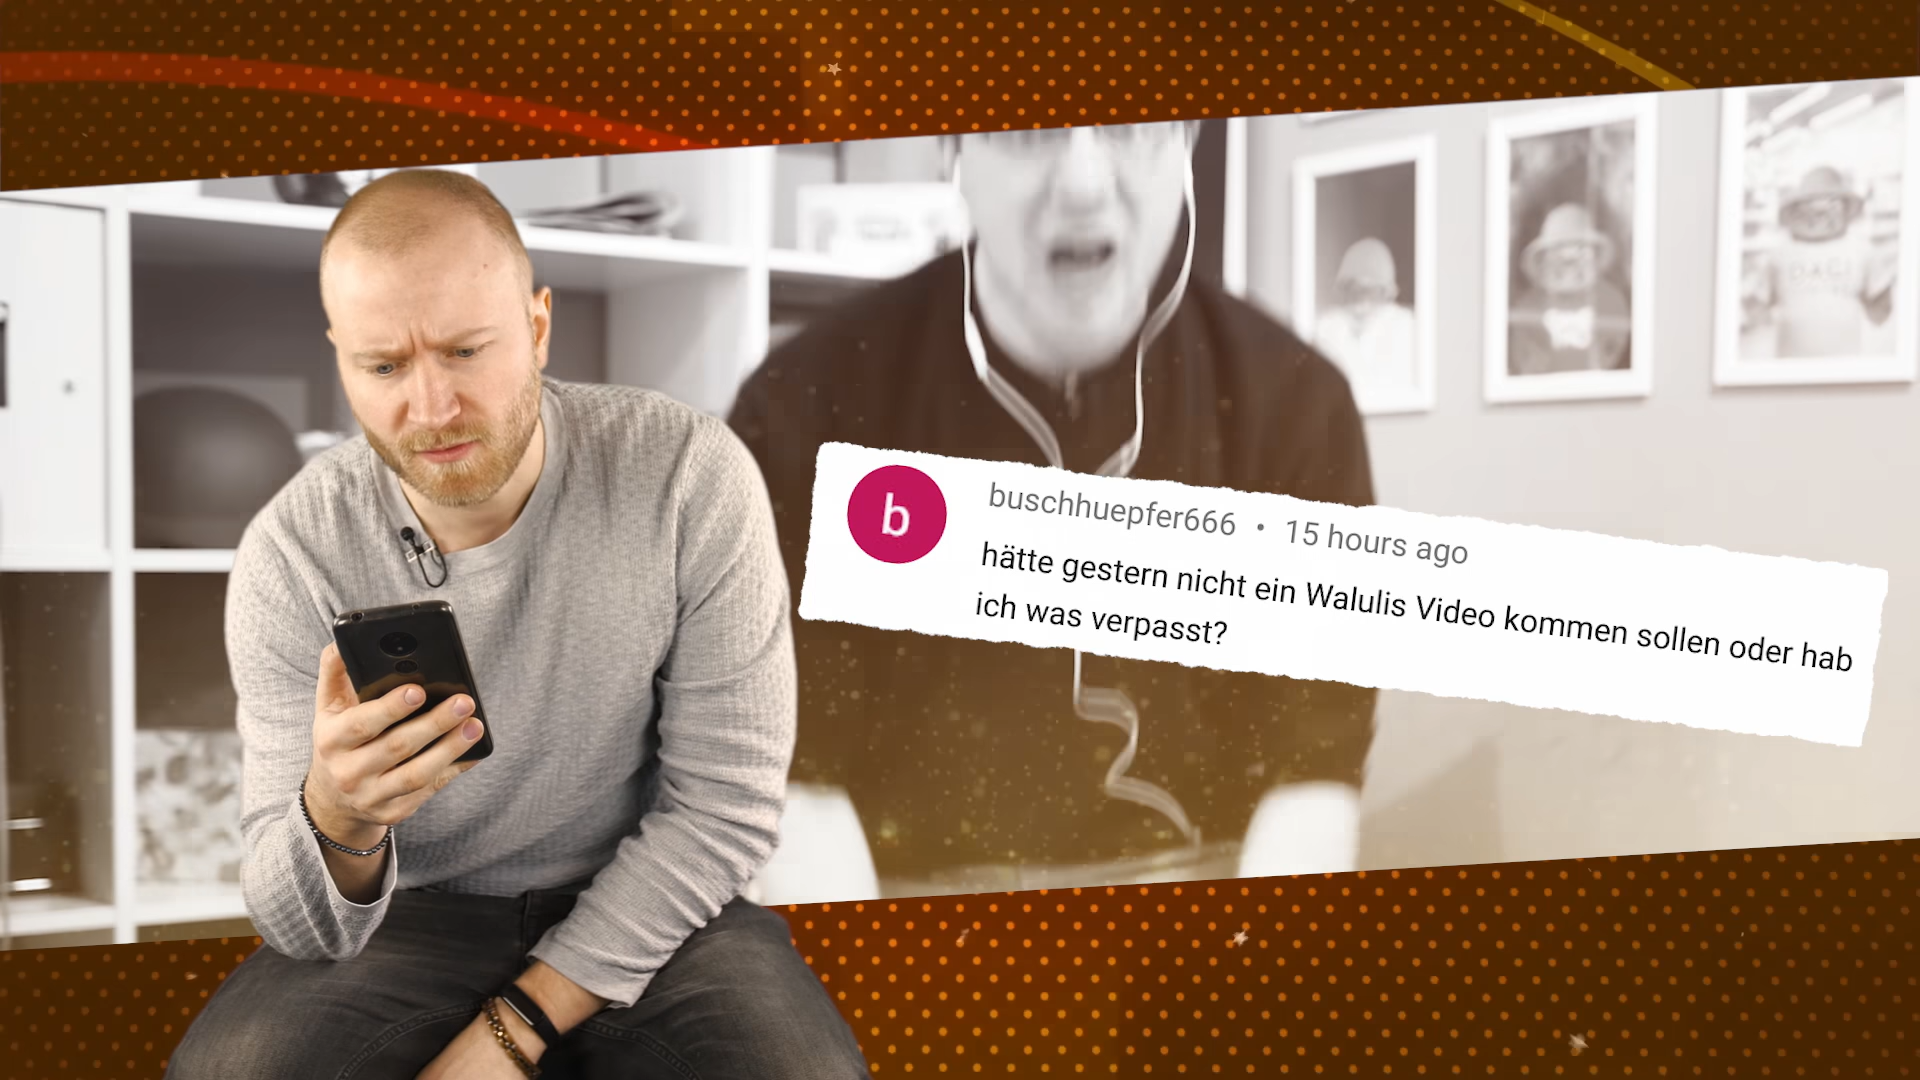 b
buschhuepfer666 • 15 hours ago
hätte gestern nicht ein Walulis Video kommen sollen oder hab
ich was verpasst?